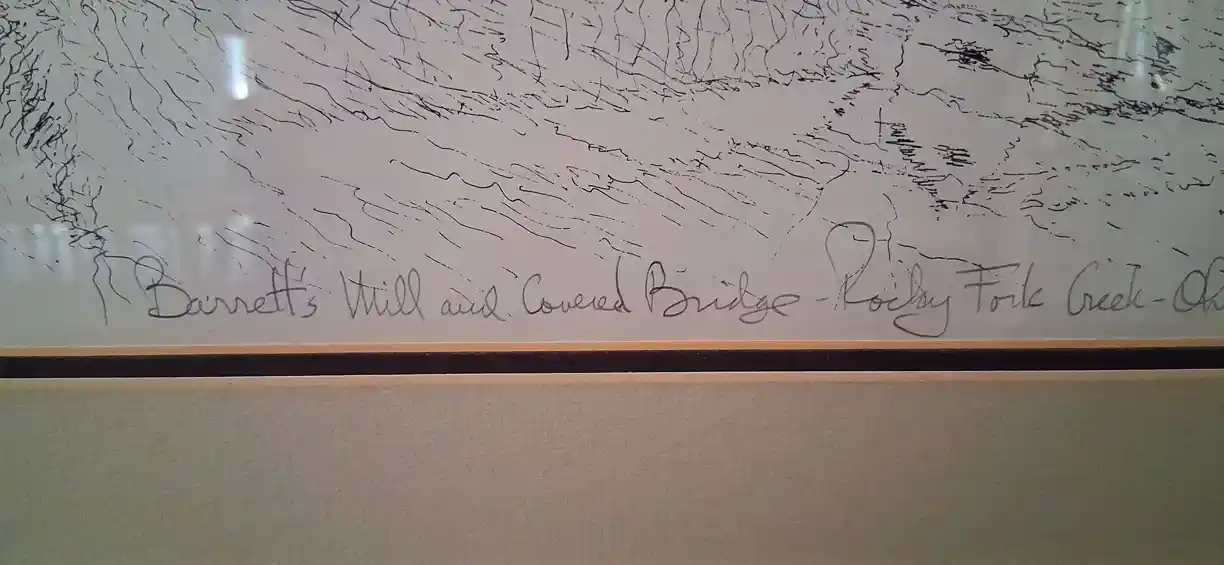 Barrett's Mill and Covered Bridge - Rocky Fork Creek -